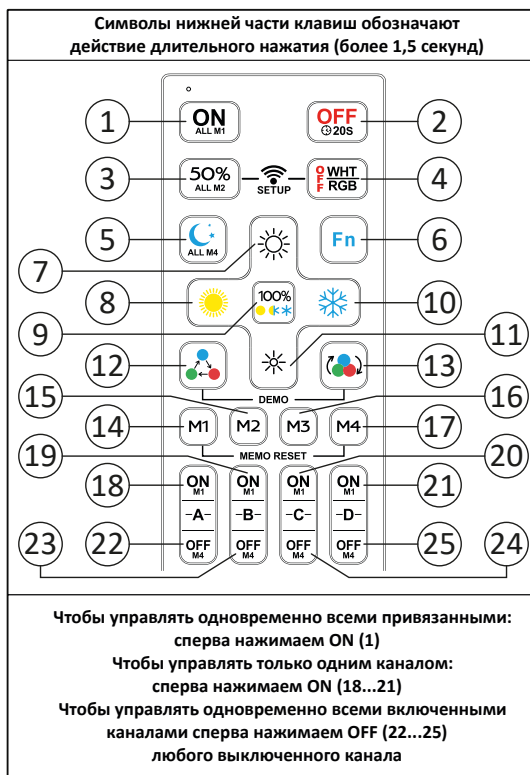 Символы нижней части клавиш обозначают
действие длительного нажатия (более 1,5 секунд)
1 ON ALL M1 OFF 20S 2
3 50% ALL M2 SETUP OFF WHT RGB 4
5 ALL M4 Fn 6
7
8 10
9 100% 11
12 13
DEMO
15 16
14 M1 M2 M3 M4 17
MEMO RESET
19 20
18 ON ON ON ON 21
M1 M1 M1 M1
-A- -B- -C- -D-
23 22 OFF OFF OFF OFF 25 24
M4 M4 M4 M4
Чтобы управлять одновременно всеми привязанными:
сперва нажимаем ON (1)
Чтобы управлять только одним каналом:
сперва нажимаем ON (18...21)
Чтобы управлять одновременно всеми включенными
каналами сперва нажимаем OFF (22...25)
любого выключенного канала